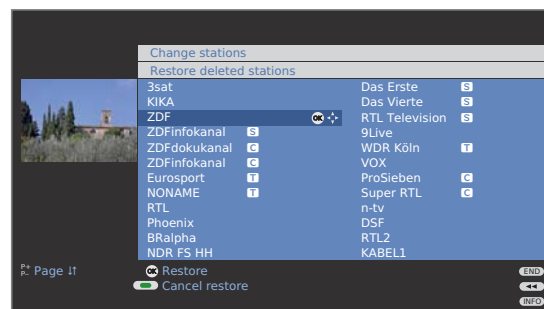 Change stations
Restore deleted stations
3sat
KIKA
ZDF OK
ZDFinfokanal S
ZDFdokukanal C
ZDFinfokanal C
Eurosport T
NONAME T
RTL
Phoenix
BRalpha
NDR FS HH
Das Erste S
Das Vierte S
RTL Television S
9Live
WDR Köln T
VOX
ProSieben C
Super RTL C
n-tv
DSF
RTL2
KABEL1
P+ P- Page
OK Restore
Cancel restore
END
INFO